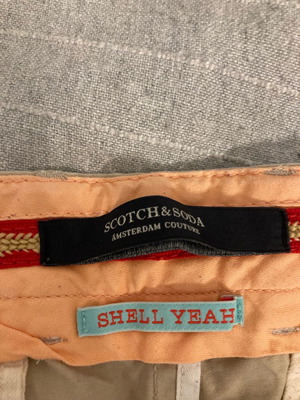 SCOTCH & SODA
AMSTERDAM COUTURE
SHELL YEAH